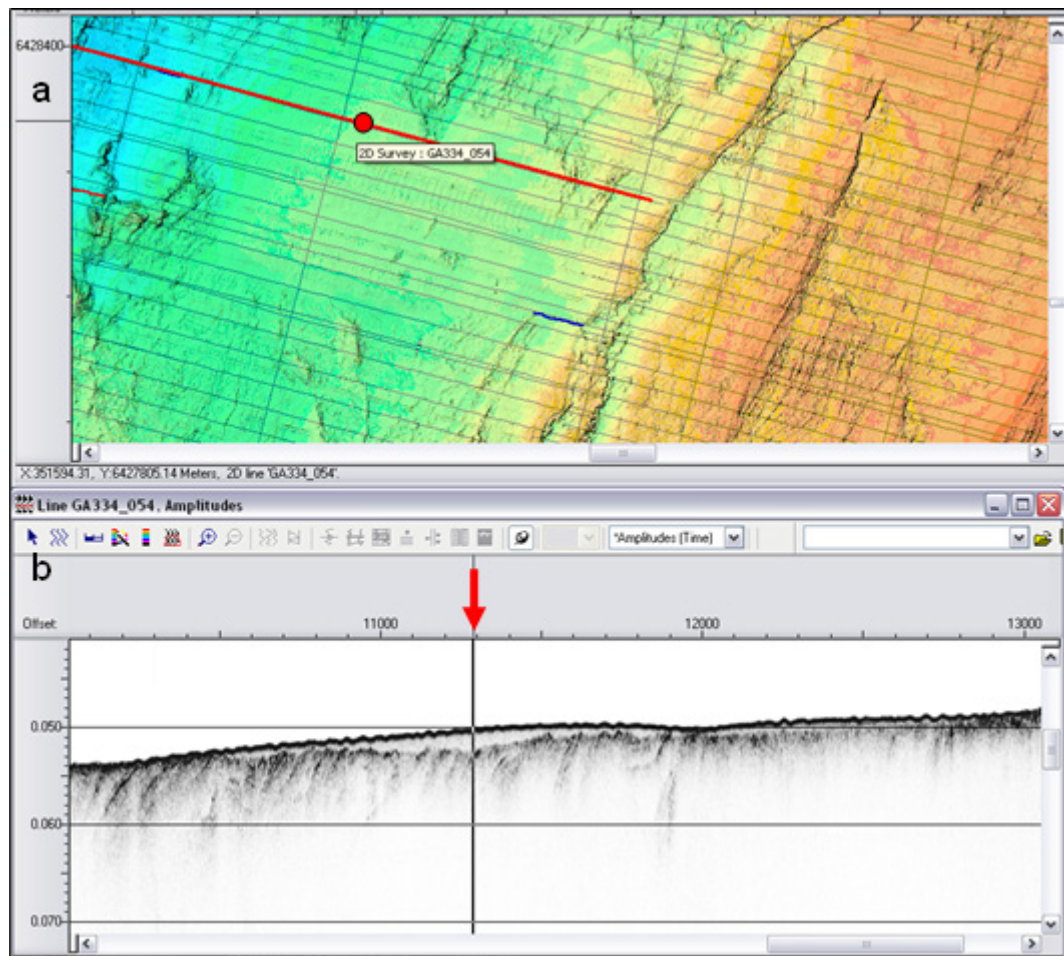 6428400
a
2D Survey : GA334_054
X:351594.31, Y:6427805.14 Meters, 2D line 'GA334_054'.
Line GA334_054, Amplitudes
*Amplitudes (Time)
b
Offset:
11000
12000
13000
0.050
0.060
0.070